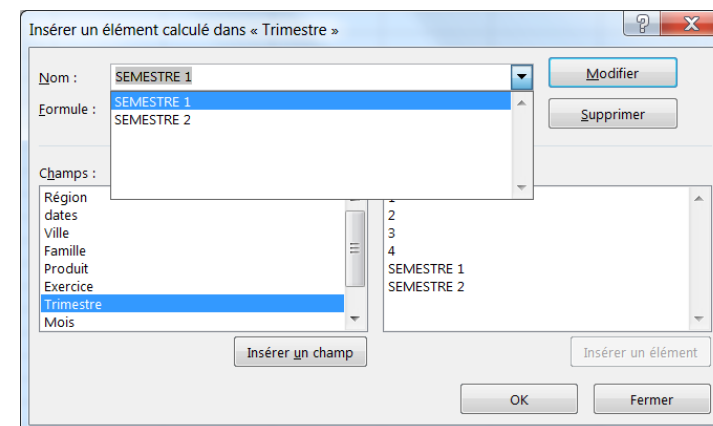 Insérer un élément calculé dans « Trimestre »
Nom :
SEMESTRE 1
Modifier
Formule :
SEMESTRE 1
SEMESTRE 2
Supprimer
Champs :
Région
dates
Ville
Famille
Produit
Exercice
Trimestre
Mois
2
3
4
SEMESTRE 1
SEMESTRE 2
Insérer un champ
Insérer un élément
OK
Fermer